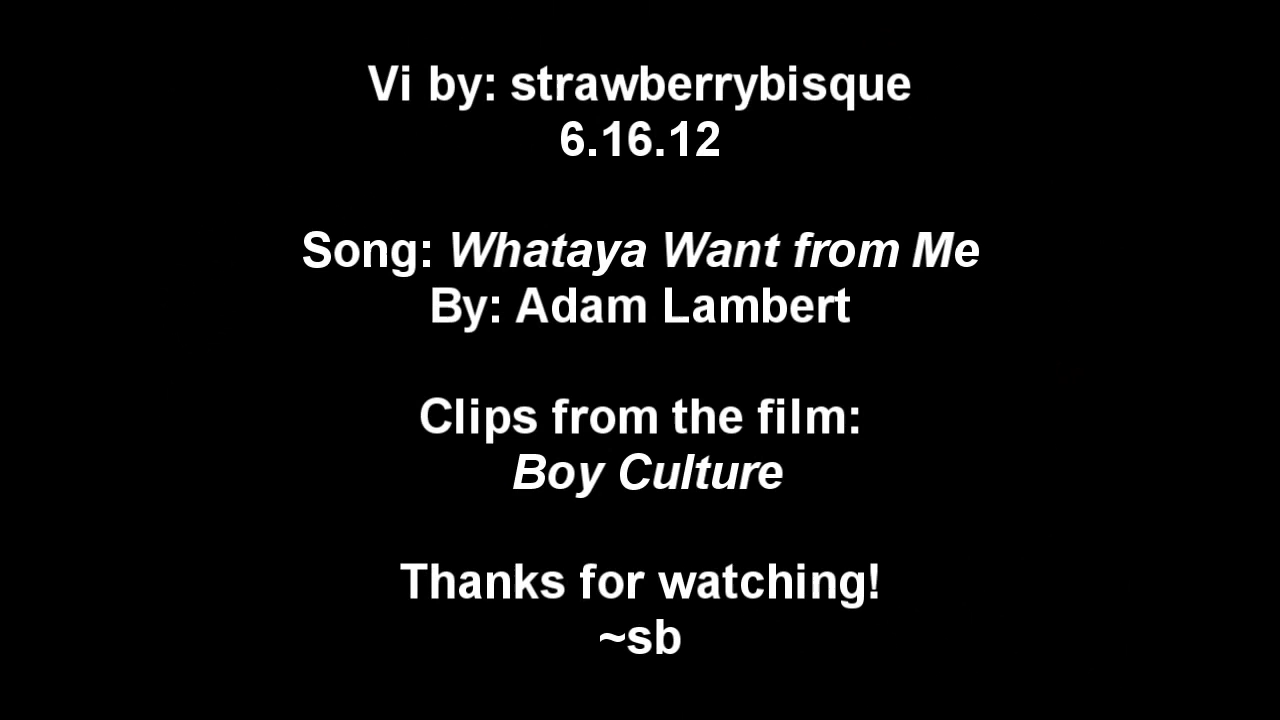 Vi by: strawberrybisque
6.16.12
Song: Whataya Want from Me
By: Adam Lambert
Clips from the film:
Boy Culture
Thanks for watching!
~sb